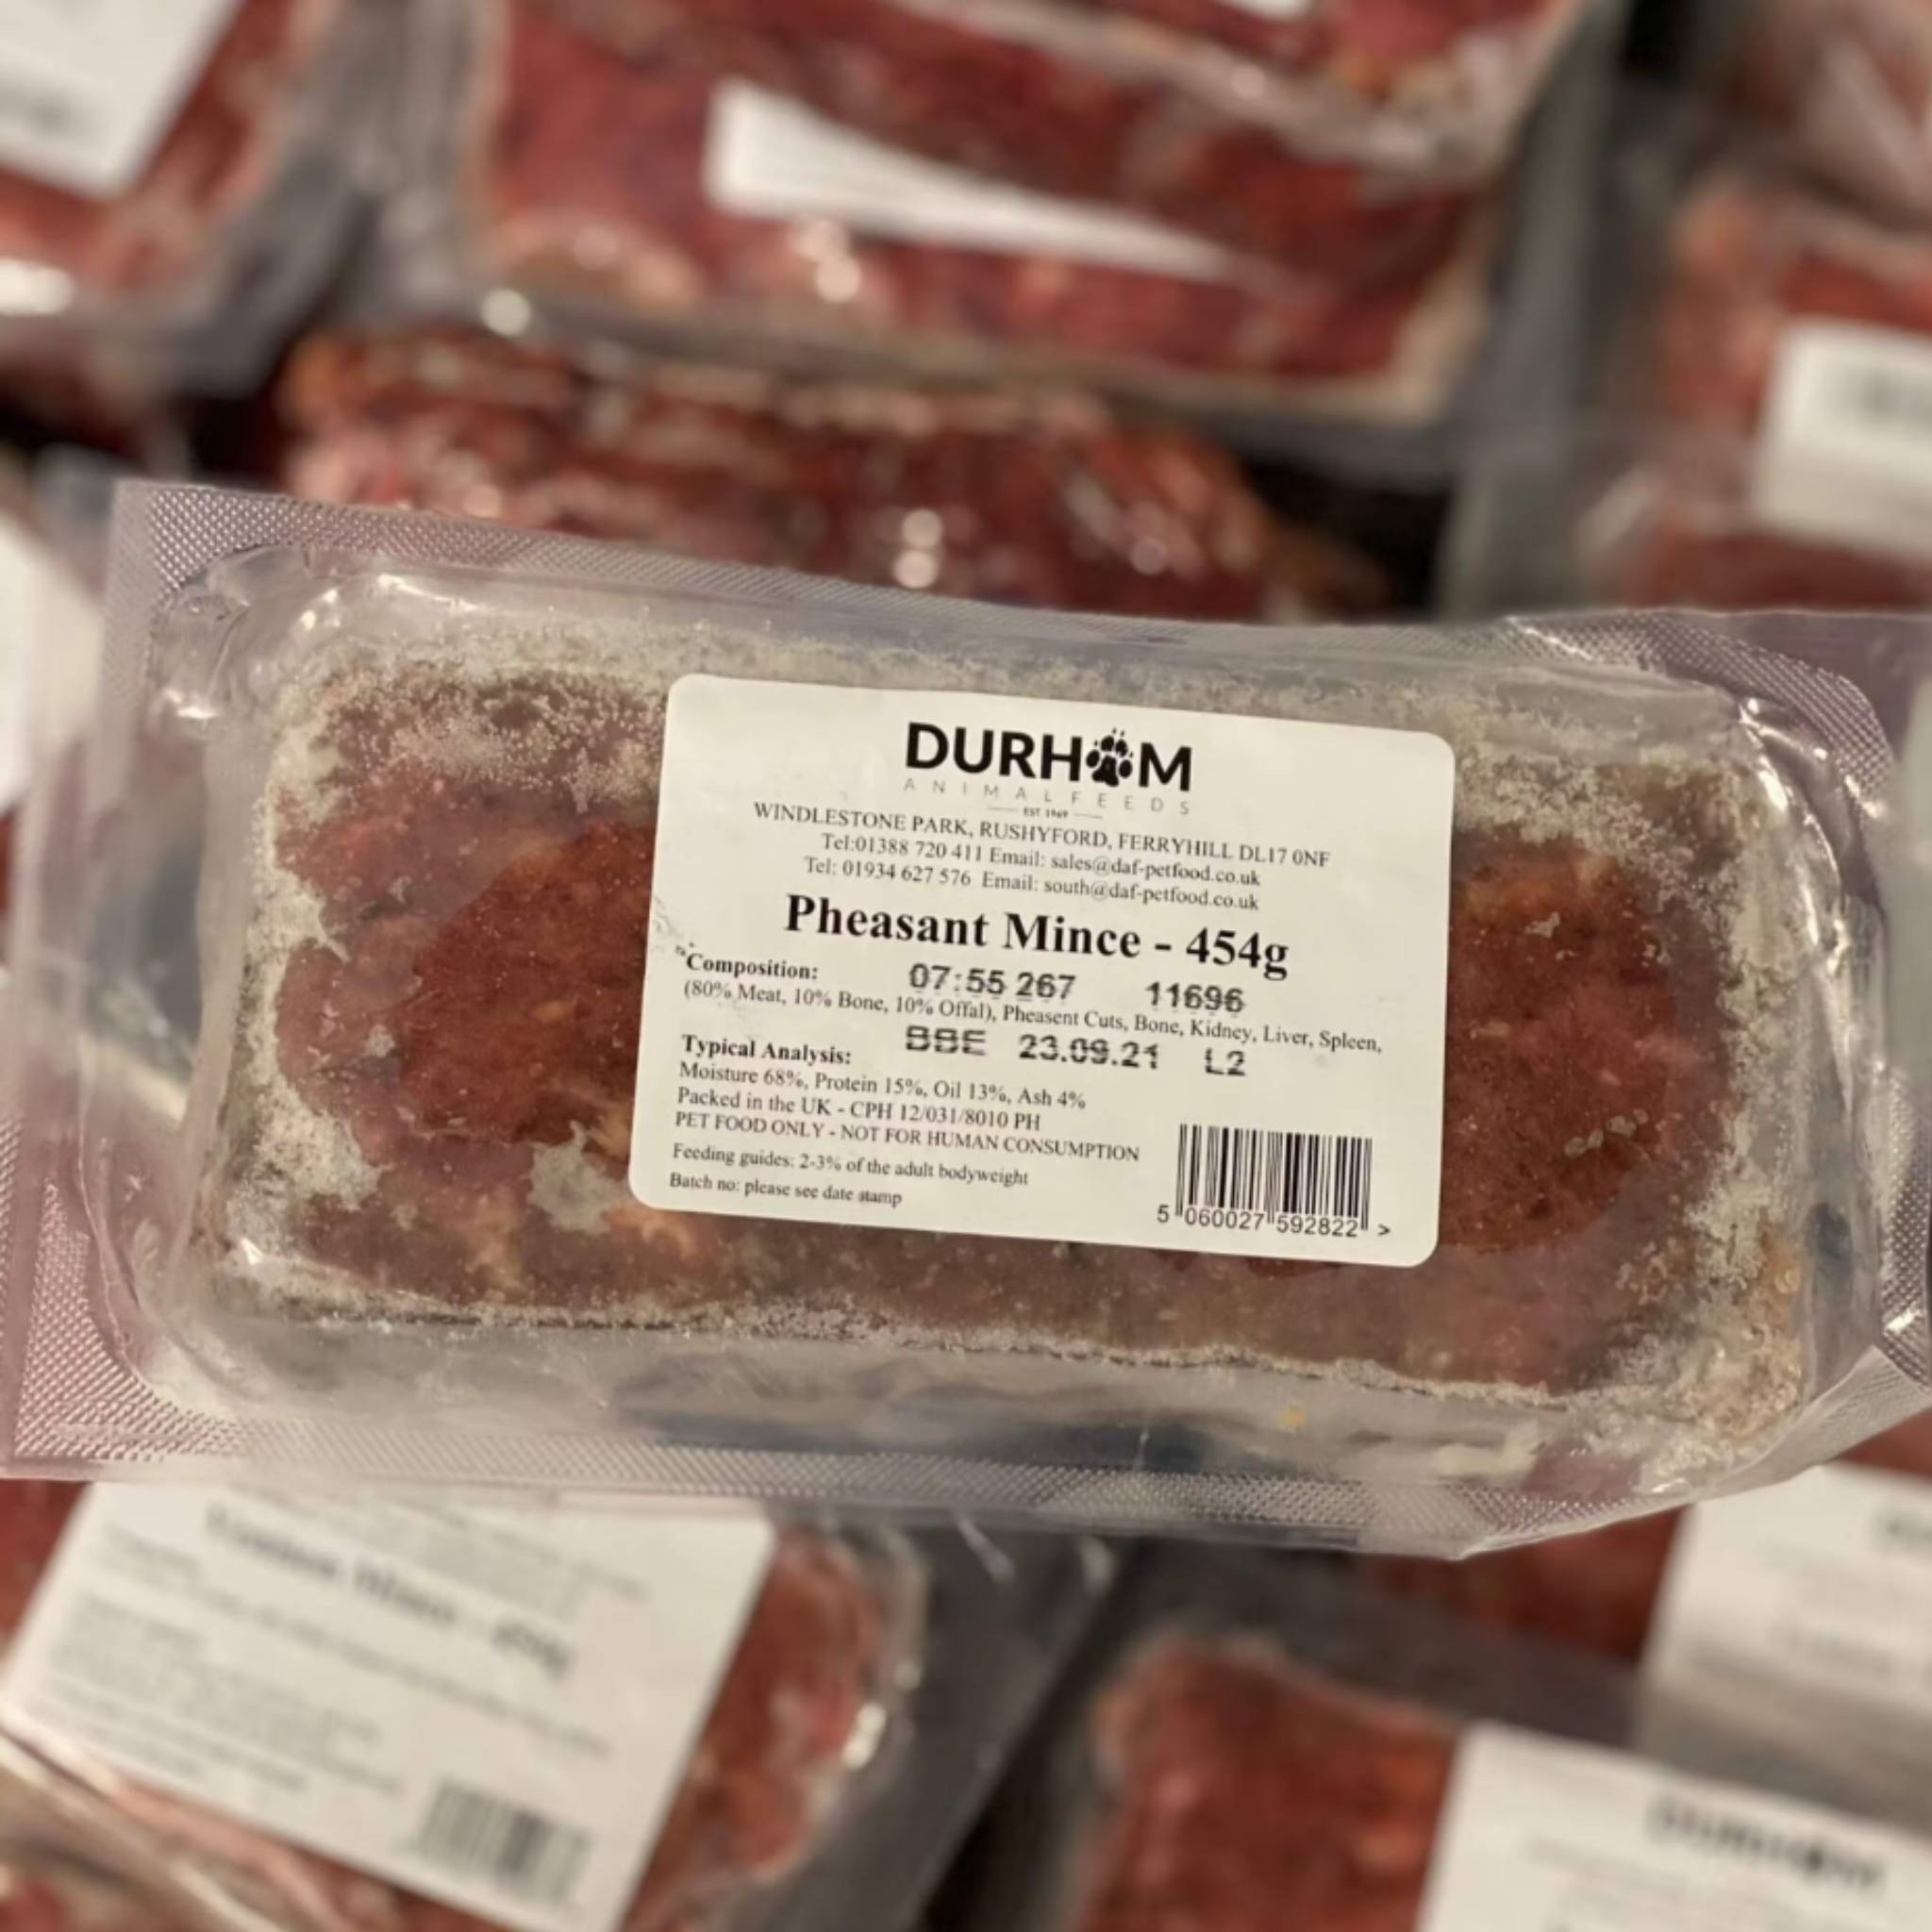 DURHAM
ANIMAL FEEDS
EST 1969
WINDLESTONE PARK, RUSHYFORD, FERRYHILL DL17 0NF
Tel:01388 720 411 Email: sales@daf-petfood.co.uk
Tel: 01934 627 576 Email: south@daf-petfood.co.uk
Pheasant Mince - 454g
Composition:
07:55 267 11696
(80% Meat, 10% Bone, 10% Offal), Pheasent Cuts, Bone, Kidney, Liver, Spleen,
BBE 23.09.21 L2
Typical Analysis:
Moisture 68%, Protein 15%, Oil 13%, Ash 4%
Packed in the UK - CPH 12/031/8010 PH
PET FOOD ONLY - NOT FOR HUMAN CONSUMPTION
Feeding guides: 2-3% of the adult bodyweight
Batch no: please see date stamp
5 060027 592822 >